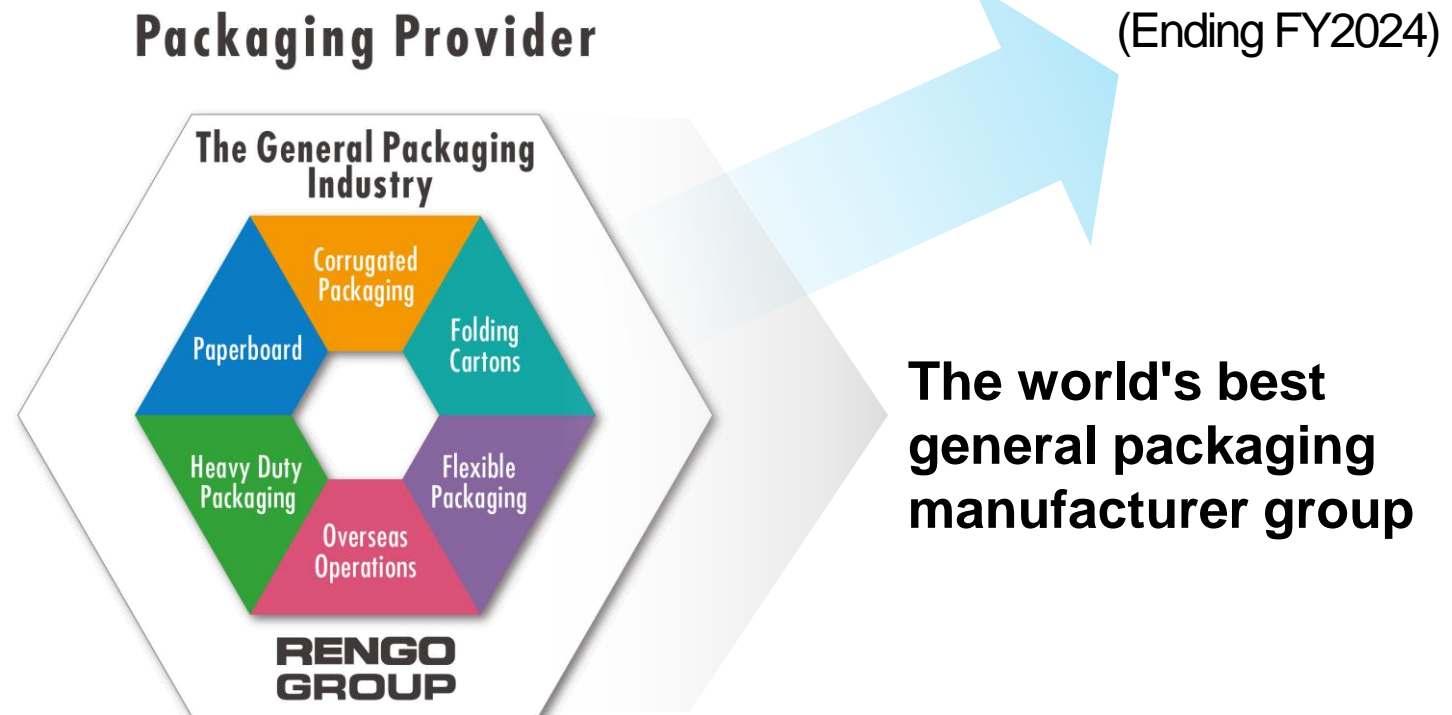 Packaging Provider
(Ending FY2024)
The General Packaging
Industry
Corrugated
Packaging
Folding
Cartons
Paperboard
Heavy Duty
Packaging
Flexible
Packaging
Overseas
Operations
RENGO
GROUP
The world's best
general packaging
manufacturer group